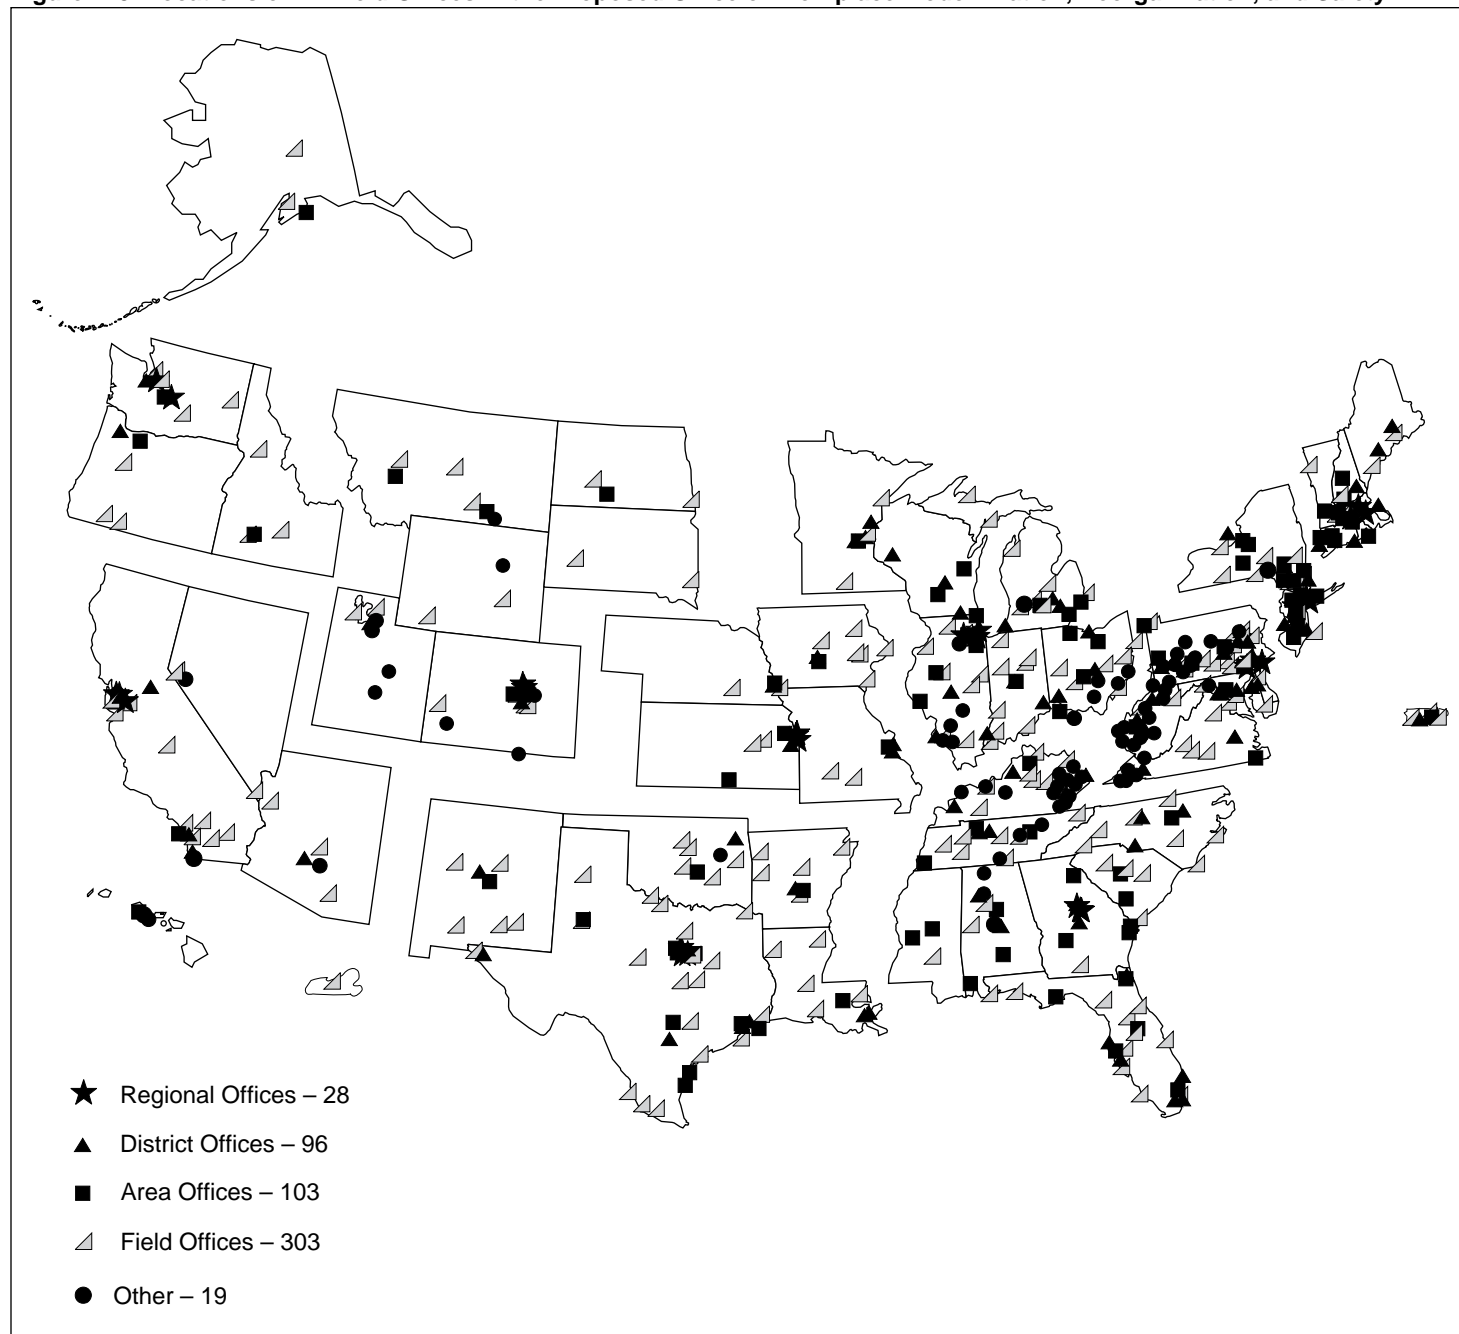 Regional Offices – 28
District Offices – 96
Area Offices – 103
Field Offices – 303
Other – 19